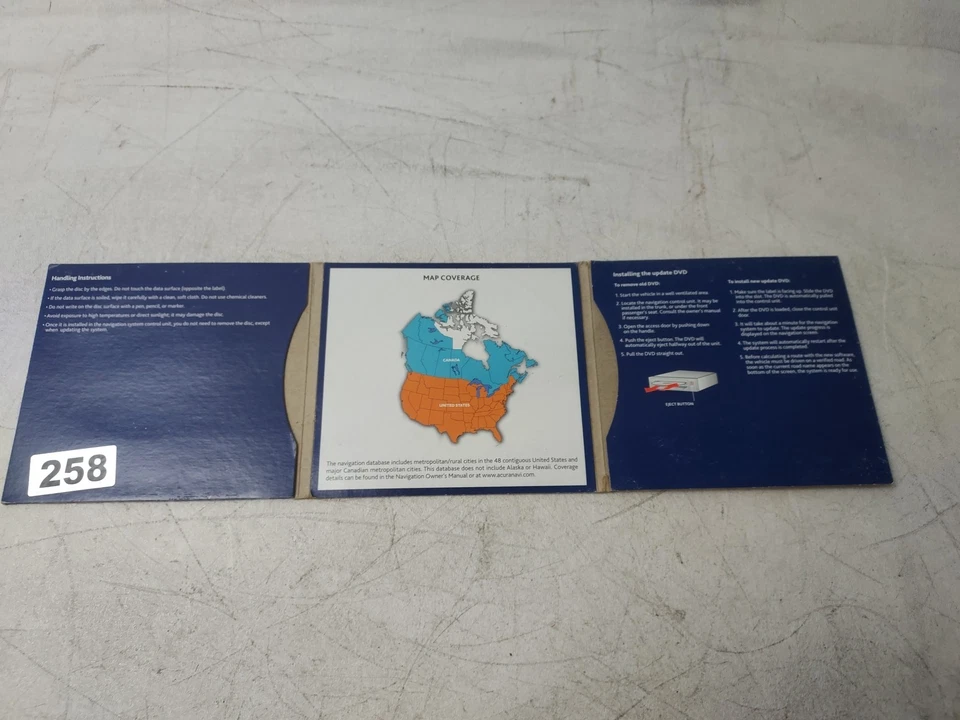 Handling Instructions
• Grasp the disc by the edges. Do not touch the data surface (opposite the label).
• If the data surface is soiled, wipe it carefully with a clean, soft cloth. Do not use chemical cleaners.
• Do not write on the disc surface with a pen, pencil, or marker.
• Avoid exposure to high temperatures or direct sunlight; it may damage the disc.
• Once it is installed in the navigation system control unit, you do not need to remove the disc, except
when updating the system.
258
MAP COVERAGE
CANADA
UNITED STATES
The navigation database includes metropolitan/rural cities in the 48 contiguous United States and
major Canadian metropolitan cities. This database does not include Alaska or Hawaii. Coverage
details can be found in the Navigation Owner's Manual or at www.acuranavi.com.
Installing the update DVD
To remove old DVD:
1. Start the vehicle in a well ventilated area
2. Locate the navigation control unit. It may be
installed in the trunk, or under the front
passenger's seat. Consult the owner's manual
if necessary.
3. Open the access door by pushing down
on the handle.
4. Push the eject button. The DVD will
automatically eject halfway out of the unit.
5. Pull the DVD straight out.
EJECT BUTTON
To install new update DVD:
1. Make sure the label is facing up. Slide the DVD
into the slot. The DVD is automatically pulled
into the control unit.
2. After the DVD is loaded, close the control unit
door.
3. It will take about a minute for the navigation
system to update. The update progress is
displayed on the navigation screen.
4. The system will automatically restart after the
update process is completed.
5. Before calculating a route with the new software,
the vehicle must be driven on a verified road. As
soon as the current road name appears on the
bottom of the screen, the system is ready for use.